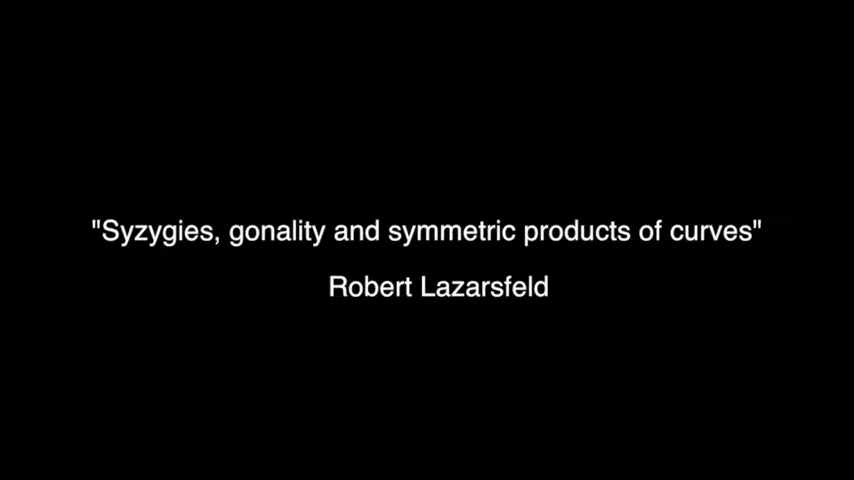 "Syzygies, gonality and symmetric products of curves"
Robert Lazarsfeld